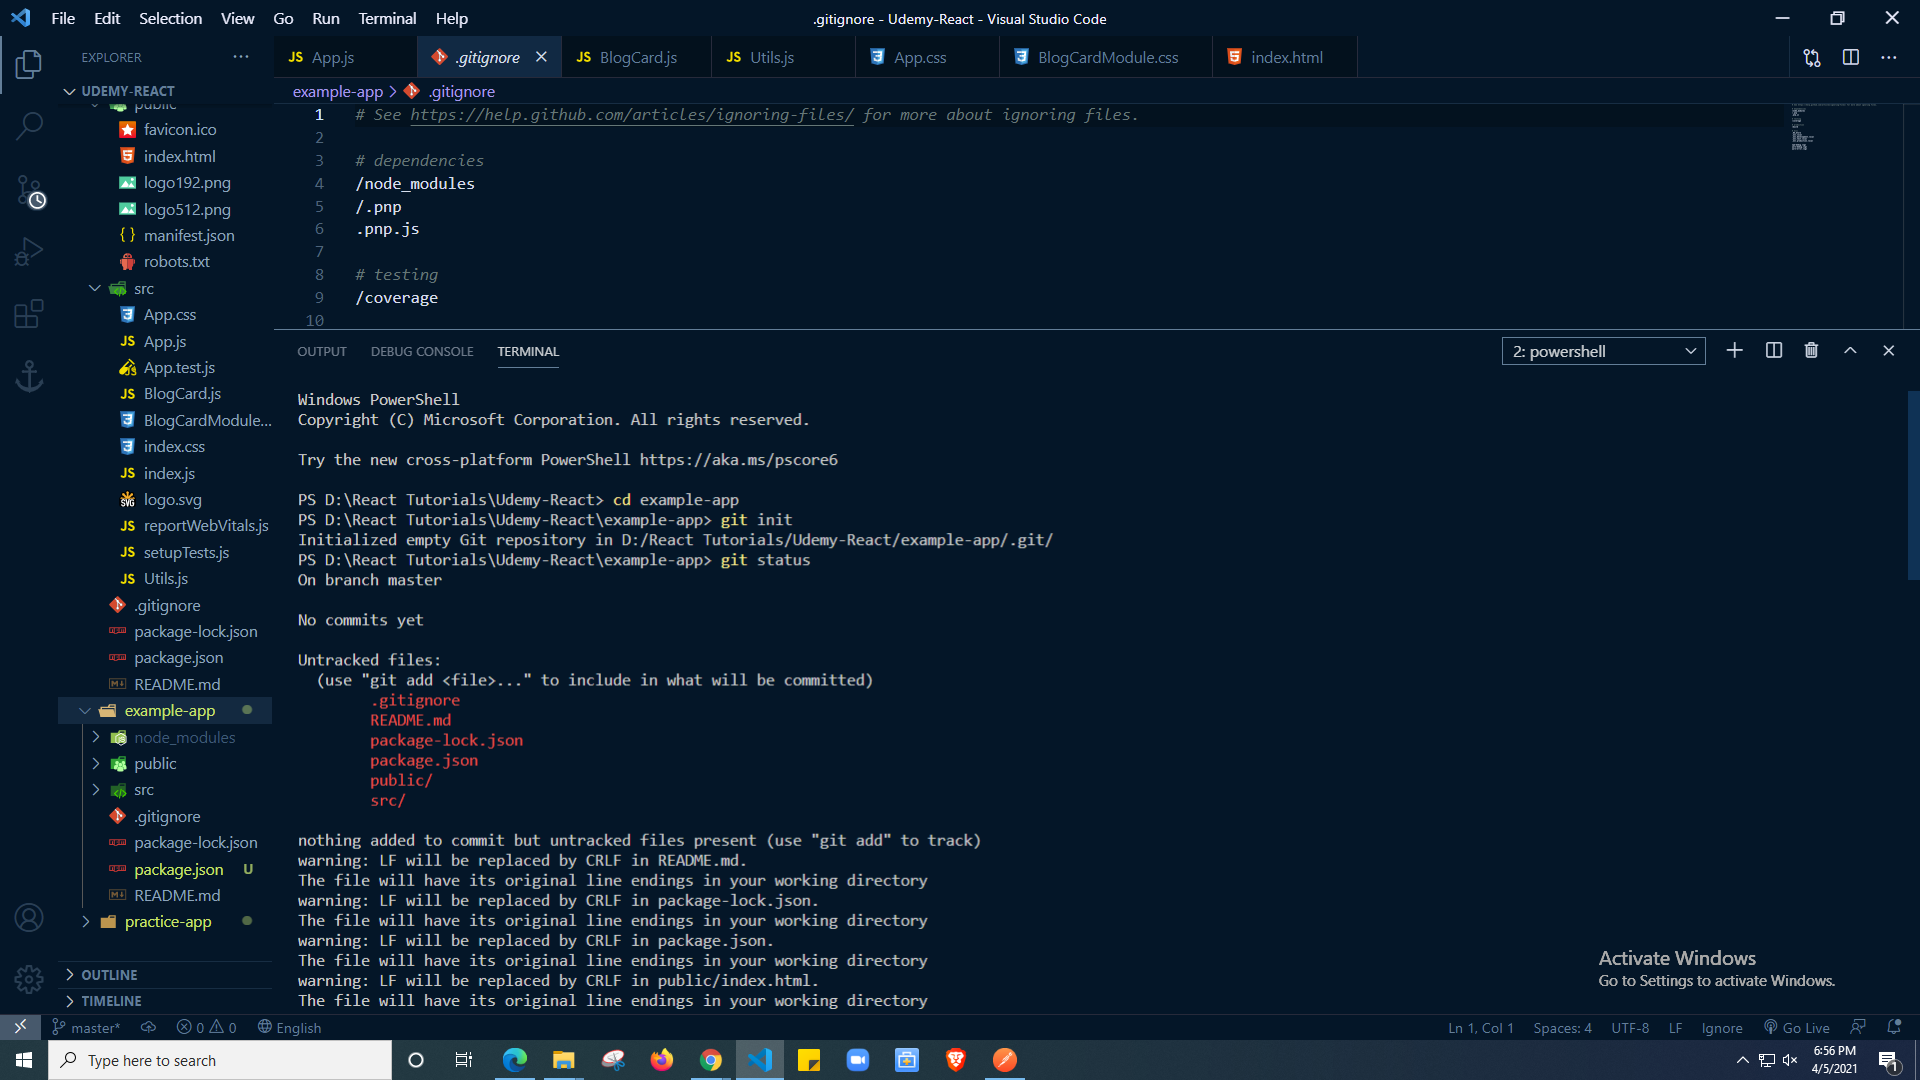 File Edit Selection View Go Run Terminal Help
.gitignore - Udemy-React - Visual Studio Code
EXPLORER
UDEMY-REACT
public
favicon.ico
index.html
logo192.png
logo512.png
manifest.json
robots.txt
src
App.css
App.js
App.test.js
BlogCard.js
BlogCardModule...
index.css
index.js
logo.svg
reportWebVitals.js
setupTests.js
Utils.js
.gitignore
package-lock.json
package.json
README.md
example-app
node_modules
public
src
.gitignore
package-lock.json
package.json U
README.md
practice-app
OUTLINE
TIMELINE
App.js .gitignore BlogCard.js Utils.js App.css BlogCardModule.css index.html
example-app > .gitignore
1 # See https://help.github.com/articles/ignoring-files/ for more about ignoring files.
2
3 # dependencies
4 /node_modules
5 /.pnp
6 .pnp.js
7
8 # testing
9 /coverage
10
OUTPUT DEBUG CONSOLE TERMINAL
2: powershell
Windows PowerShell
Copyright (C) Microsoft Corporation. All rights reserved.
Try the new cross-platform PowerShell https://aka.ms/pscore6
PS D:\React Tutorials\Udemy-React> cd example-app
PS D:\React Tutorials\Udemy-React\example-app> git init
Initialized empty Git repository in D:/React Tutorials/Udemy-React/example-app/.git/
PS D:\React Tutorials\Udemy-React\example-app> git status
On branch master
No commits yet
Untracked files:
(use "git add <file>..." to include in what will be committed)
.gitignore
README.md
package-lock.json
package.json
public/
src/
nothing added to commit but untracked files present (use "git add" to track)
warning: LF will be replaced by CRLF in README.md.
The file will have its original line endings in your working directory
warning: LF will be replaced by CRLF in package-lock.json.
The file will have its original line endings in your working directory
warning: LF will be replaced by CRLF in package.json.
The file will have its original line endings in your working directory
warning: LF will be replaced by CRLF in public/index.html.
The file will have its original line endings in your working directory
Activate Windows
Go to Settings to activate Windows.
master* 0 0 English
Ln 1, Col 1 Spaces: 4 UTF-8 LF Ignore Go Live
Type here to search
6:56 PM
4/5/2021
1